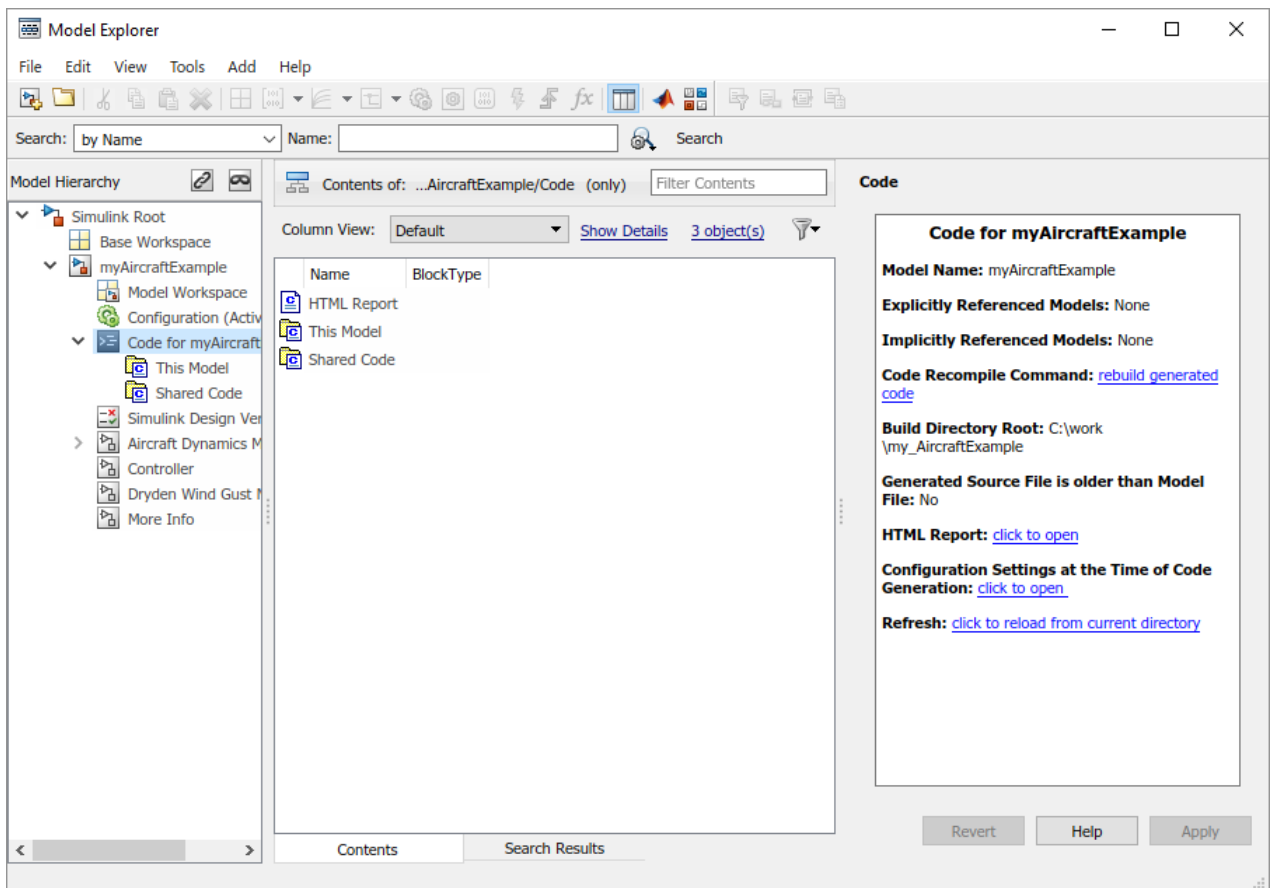 Model Explorer
File Edit View Tools Add Help
fx
Search: by Name Name: Search
Model Hierarchy
Simulink Root
Base Workspace
myAircraftExample
Model Workspace
Configuration (Activ
Code for myAircraft
This Model
Shared Code
Simulink Design Ver
Aircraft Dynamics M
Controller
Dryden Wind Gust M
More Info
Contents of: ...AircraftExample/Code (only) Filter Contents
Column View: Default Show Details 3 object(s)
Name BlockType
HTML Report
This Model
Shared Code
Contents Search Results
Code
Code for myAircraftExample
Model Name: myAircraftExample
Explicitly Referenced Models: None
Implicitly Referenced Models: None
Code Recompile Command: rebuild generated
code
Build Directory Root: C:\work
\my_AircraftExample
Generated Source File is older than Model
File: No
HTML Report: click to open
Configuration Settings at the Time of Code
Generation: click to open
Refresh: click to reload from current directory
Revert Help Apply